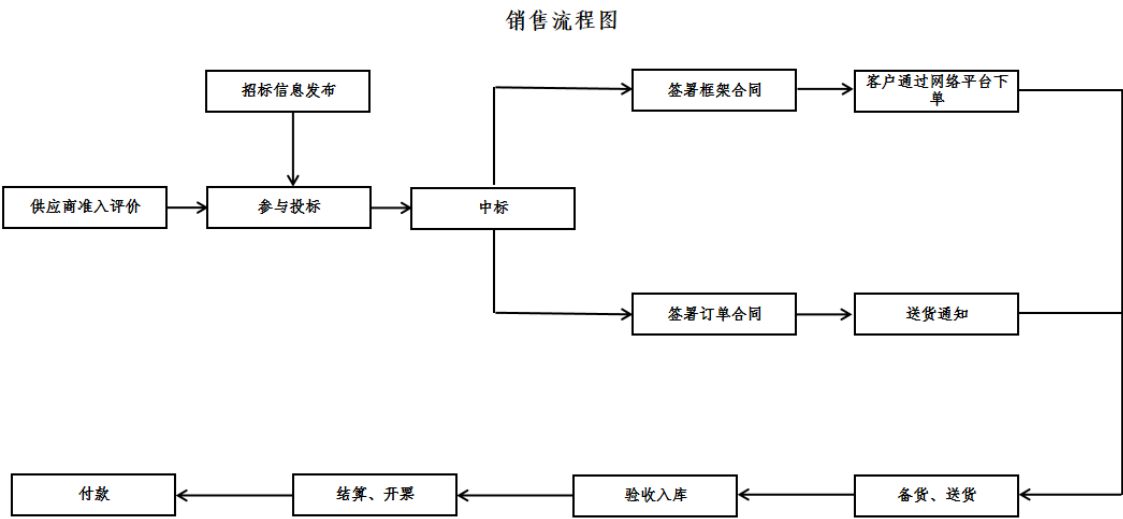 销售流程图
招标信息发布
签署框架合同
客户通过网络平台下
单
供应商准入评价
参与投标
中标
签署订单合同
送货通知
付款
结算、开票
验收入库
备货、送货